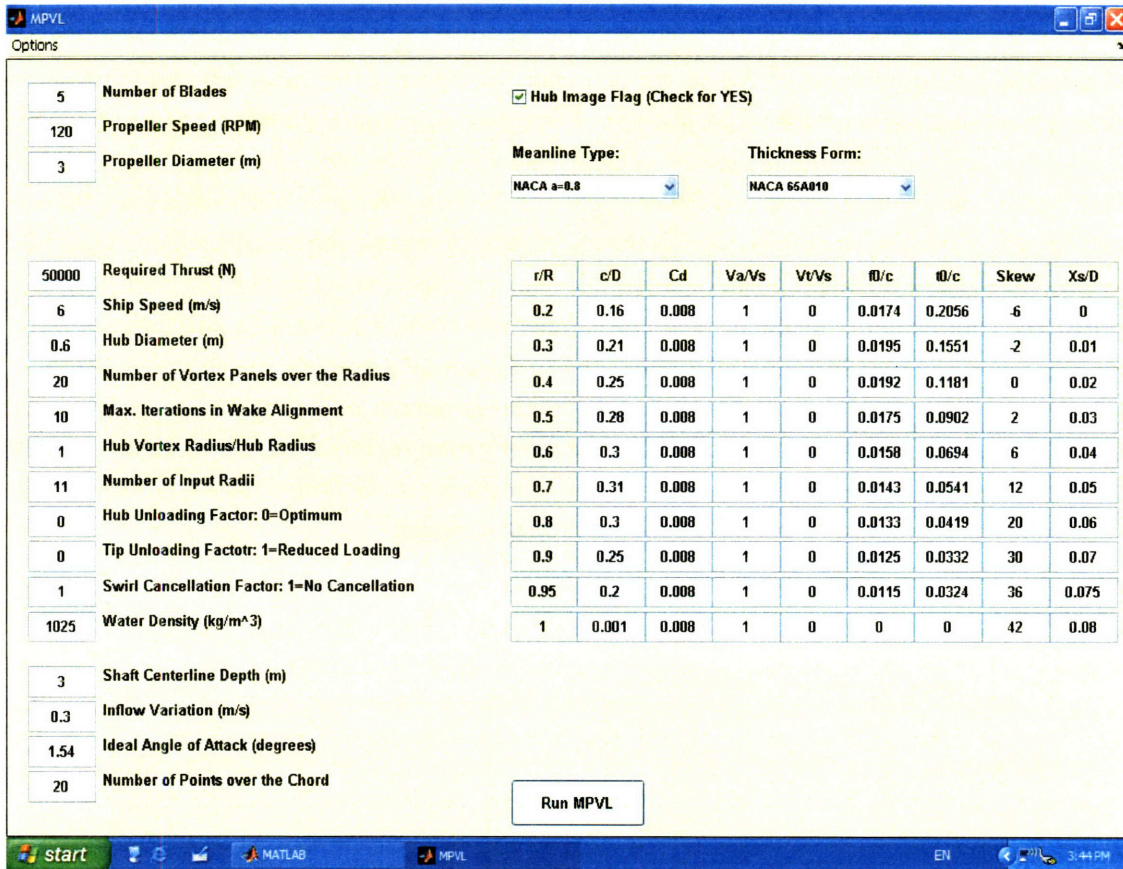 MPVL
Options
5 Number of Blades
120 Propeller Speed (RPM)
3 Propeller Diameter (m)
Hub Image Flag (Check for YES)
Meanline Type: Thickness Form:
NACA a=0.8 NACA 65A010
50000 Required Thrust (N)
6 Ship Speed (m/s)
0.6 Hub Diameter (m)
20 Number of Vortex Panels over the Radius
10 Max. Iterations in Wake Alignment
1 Hub Vortex Radius/Hub Radius
11 Number of Input Radii
0 Hub Unloading Factor: 0=Optimum
0 Tip Unloading Factotr: 1=Reduced Loading
1 Swirl Cancellation Factor: 1=No Cancellation
1025 Water Density (kg/m^3)
r/R c/D Cd Va/Vs Vt/Vs f0/c t0/c Skew Xs/D
0.2 0.16 0.008 1 0 0.0174 0.2056 -6 0
0.3 0.21 0.008 1 0 0.0195 0.1551 -2 0.01
0.4 0.25 0.008 1 0 0.0192 0.1181 0 0.02
0.5 0.28 0.008 1 0 0.0175 0.0902 2 0.03
0.6 0.3 0.008 1 0 0.0158 0.0694 6 0.04
0.7 0.31 0.008 1 0 0.0143 0.0541 12 0.05
0.8 0.3 0.008 1 0 0.0133 0.0419 20 0.06
0.9 0.25 0.008 1 0 0.0125 0.0332 30 0.07
0.95 0.2 0.008 1 0 0.0115 0.0324 36 0.075
1 0.001 0.008 1 0 0 0 42 0.08
3 Shaft Centerline Depth (m)
0.3 Inflow Variation (m/s)
1.54 Ideal Angle of Attack (degrees)
20 Number of Points over the Chord
Run MPVL
start MATLAB MPVL EN 3:44 PM